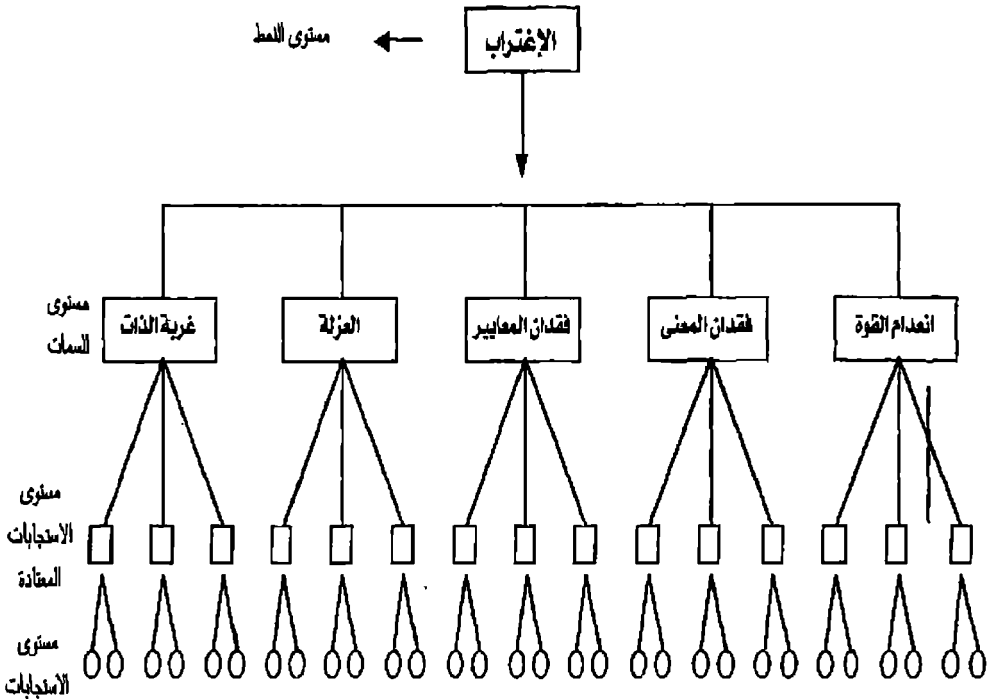 الإغتراب
مستوى النمط
انعدام القوة
فقدان المعنى
فقدان المعايير
العزلة
غربة الذات
مستوى
السمات
مستوى
الاستجابات
المعتادة
مستوى
الاستجابات